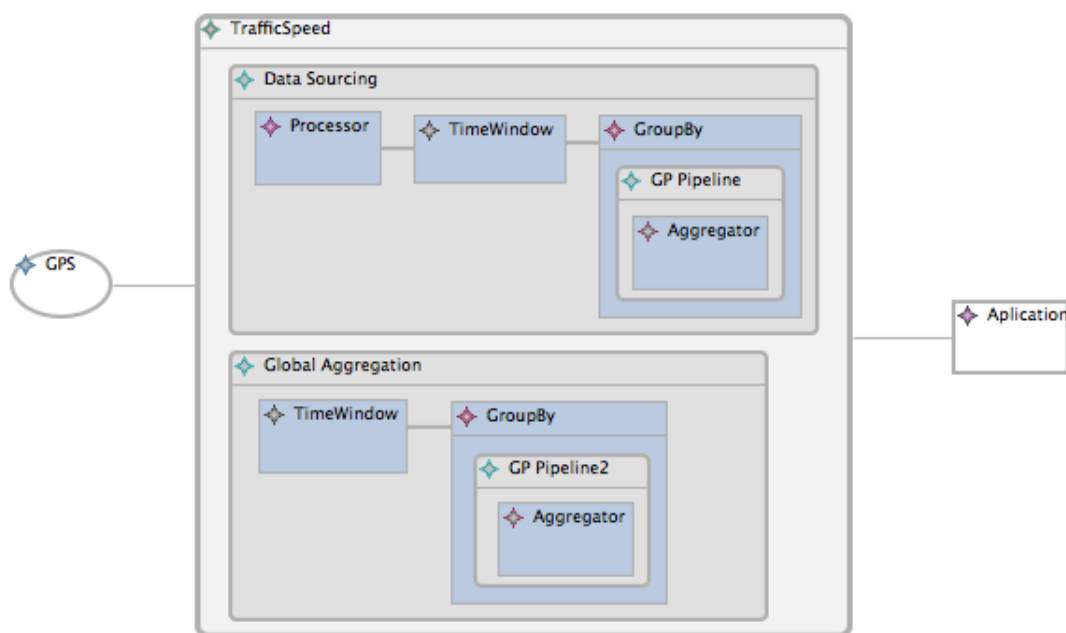 TrafficSpeed
Data Sourcing
Processor
TimeWindow
GroupBy
GP Pipeline
Aggregator
GPS
Aplication
Global Aggregation
TimeWindow
GroupBy
GP Pipeline2
Aggregator